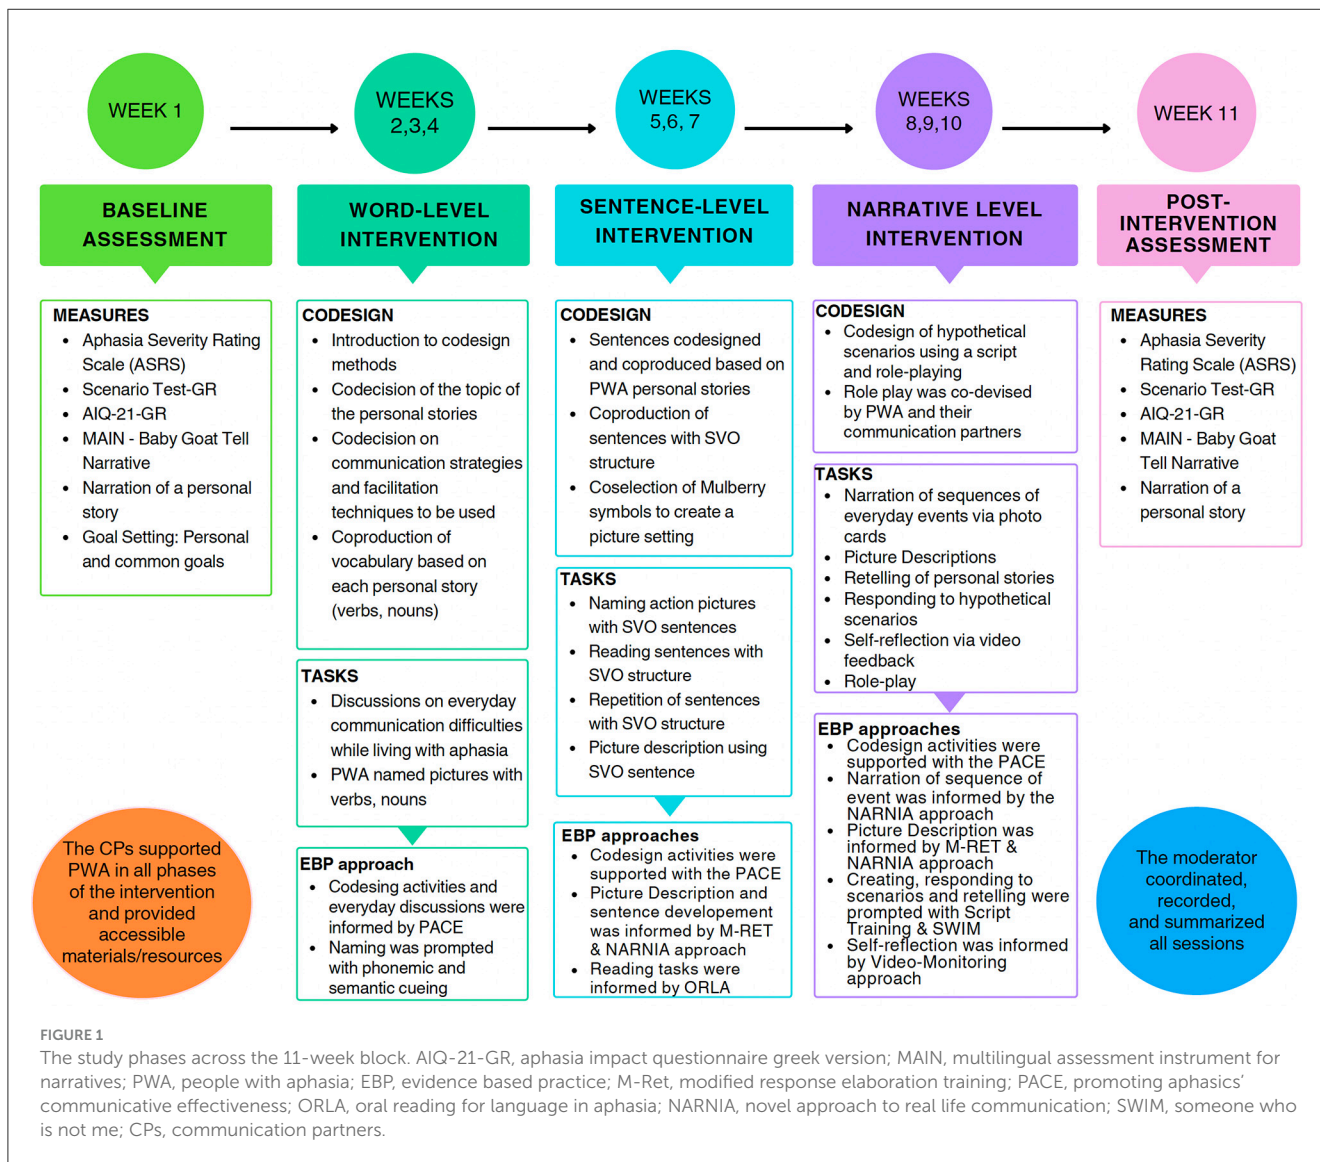 WEEK 1
WEEKS
2,3,4
WEEKS
5,6, 7
WEEKS
8,9,10
WEEK 11
BASELINE
ASSESSMENT
WORD-LEVEL
INTERVENTION
SENTENCE-LEVEL
INTERVENTION
NARRATIVE LEVEL
INTERVENTION
POST-
INTERVENTION
ASSESSMENT
MEASURES
• Aphasia Severity Rating
Scale (ASRS)
• Scenario Test-GR
• AIQ-21-GR
• MAIN - Baby Goat Tell
Narrative
• Narration of a personal
story
• Goal Setting: Personal
and common goals
CODESIGN
• Introduction to codesign
methods
• Codecision of the topic of
the personal stories
• Codecision on
communication strategies
and facilitation
techniques to be used
• Coproduction of
vocabulary based on
each personal story
(verbs, nouns)
TASKS
• Discussions on everyday
communication difficulties
while living with aphasia
• PWA named pictures with
verbs, nouns
EBP approach
• Codesing activities and
everyday discussions were
informed by PACE
• Naming was prompted
with phonemic and
semantic cueing
CODESIGN
• Sentences codesigned
and coproduced based on
PWA personal stories
• Coproduction of
sentences with SVO
structure
• Coselection of Mulberry
symbols to create a
picture setting
TASKS
• Naming action pictures
with SVO sentences
• Reading sentences with
SVO structure
• Repetition of sentences
with SVO structure
• Picture description using
SVO sentence
EBP approaches
• Codesign activities were
supported with the PACE
• Picture Description and
sentence developement
was informed by M-RET
& NARNIA approach
• Reading tasks were
informed by ORLA
CODESIGN
• Codesign of hypothetical
scenarios using a script
and role-playing
• Role play was co-devised
by PWA and their
communication partners
TASKS
• Narration of sequences of
everyday events via photo
cards
• Picture Descriptions
• Retelling of personal stories
• Responding to hypothetical
scenarios
• Self-reflection via video
feedback
• Role-play
EBP approaches
• Codesign activities were
supported with the PACE
• Narration of sequence of
event was informed by the
NARNIA approach
• Picture Description was
informed by M-RET &
NARNIA approach
• Creating, responding to
scenarios and retelling were
prompted with Script
Training & SWIM
• Self-reflection was informed
by Video-Monitoring
approach
MEASURES
• Aphasia Severity
Rating Scale (ASRS)
• Scenario Test-GR
• AIQ-21-GR
• MAIN - Baby Goat
Tell Narrative
• Narration of a
personal story
The CPs supported
PWA in all phases
of the intervention
and provided
accessible
materials/resources
The moderator
coordinated,
recorded,
and summarized
all sessions
FIGURE 1
The study phases across the 11-week block. AIQ-21-GR, aphasia impact questionnaire greek version; MAIN, multilingual assessment instrument for
narratives; PWA, people with aphasia; EBP, evidence based practice; M-Ret, modified response elaboration training; PACE, promoting aphasics'
communicative effectiveness; ORLA, oral reading for language in aphasia; NARNIA, novel approach to real life communication; SWIM, someone who
is not me; CPs, communication partners.